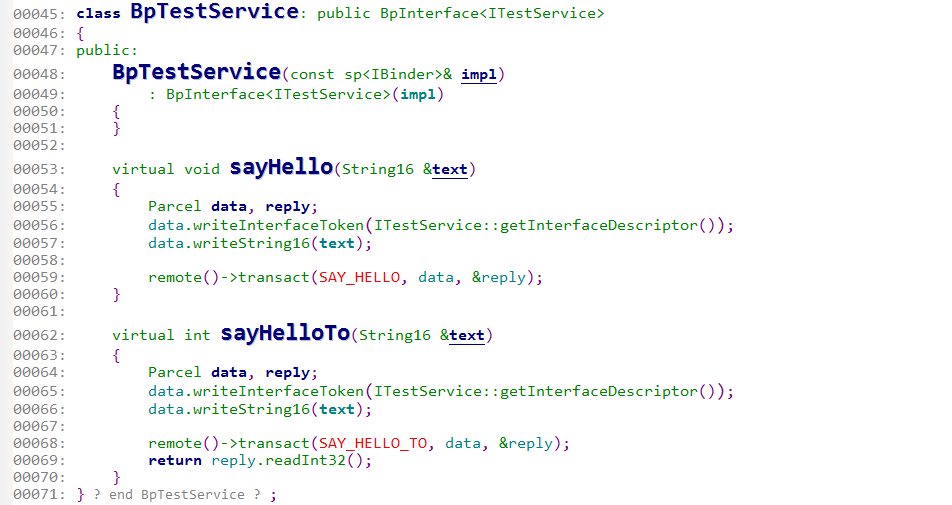 00045: class BpTestService: public BpInterface<ITestService>
00046: {
00047: public:
00048:     BpTestService(const sp<IBinder>& impl)
00049:         : BpInterface<ITestService>(impl)
00050:     {
00051:     }
00052:
00053:     virtual void sayHello(String16 &text)
00054:     {
00055:         Parcel data, reply;
00056:         data.writeInterfaceToken(ITestService::getInterfaceDescriptor());
00057:         data.writeString16(text);
00058:
00059:         remote()->transact(SAY_HELLO, data, &reply);
00060:     }
00061:
00062:     virtual int sayHelloTo(String16 &text)
00063:     {
00064:         Parcel data, reply;
00065:         data.writeInterfaceToken(ITestService::getInterfaceDescriptor());
00066:         data.writeString16(text);
00067:
00068:         remote()->transact(SAY_HELLO_TO, data, &reply);
00069:         return reply.readInt32();
00070:     }
00071: } ? end BpTestService ? ;